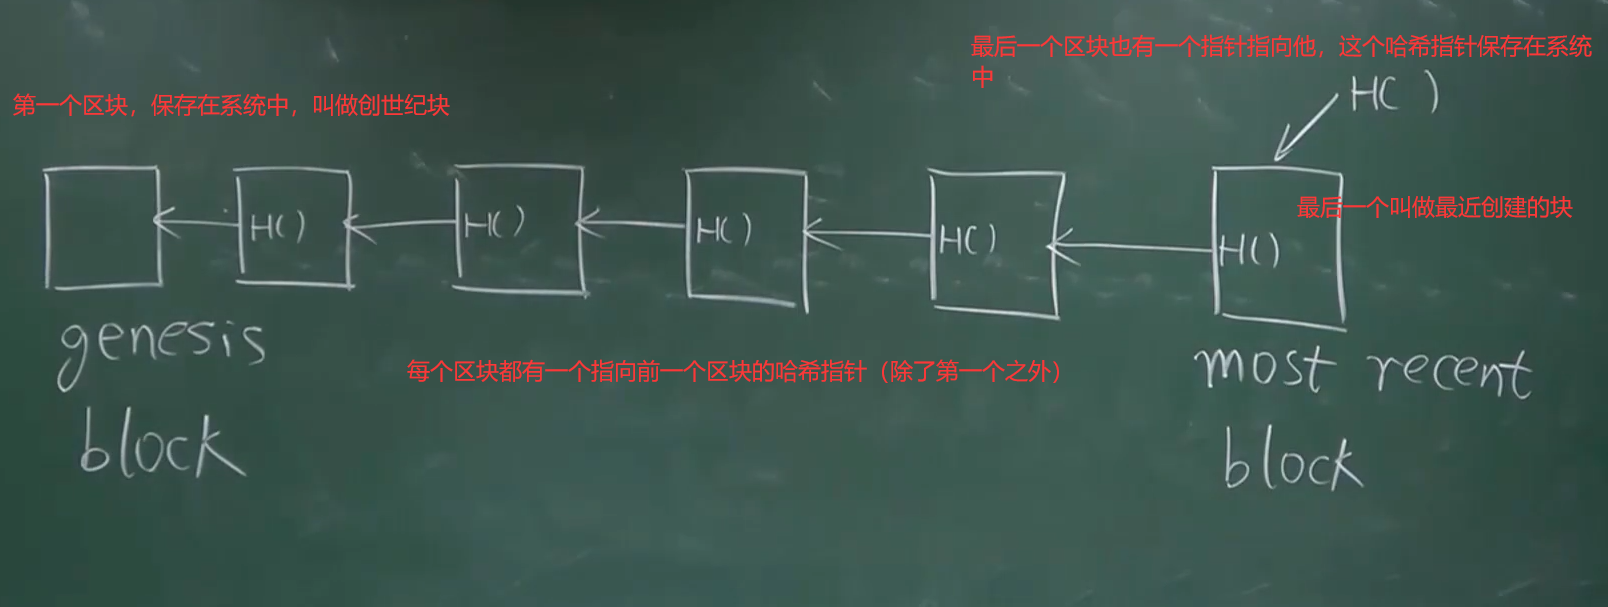 最后一个区块也有一个指针指向他，这个哈希指针保存在系统
中
第一个区块，保存在系统中，叫做创世纪块
H( )
H( )
H( )
H( )
H( )
H( )
最后一个叫做最近创建的块
genesis
block
每个区块都有一个指向前一个区块的哈希指针（除了第一个之外）
most recent
block